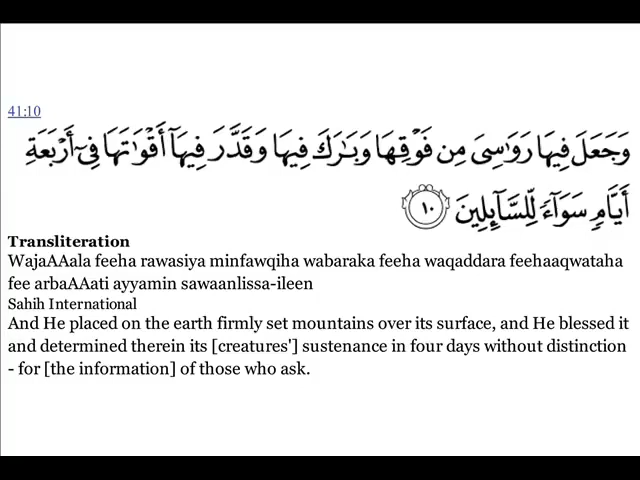 41:10
وَجَعَلَ فِيهَا رَوَٰسِىَ مِن فَوْقِهَا وَبَٰرَكَ فِيهَا وَقَدَّرَ فِيهَآ أَقْوَٰتَهَا فِىٓ أَرْبَعَةِ
أَيَّامٍ سَوَآءً لِّلسَّآئِلِينَ ١٠
Transliteration
WajaAAala feeha rawasiya minfawqiha wabaraka feeha waqaddara feehaaqwataha
fee arbaAAati ayyamin sawaanlissa-ileen
Sahih International
And He placed on the earth firmly set mountains over its surface, and He blessed it
and determined therein its [creatures'] sustenance in four days without distinction
- for [the information] of those who ask.